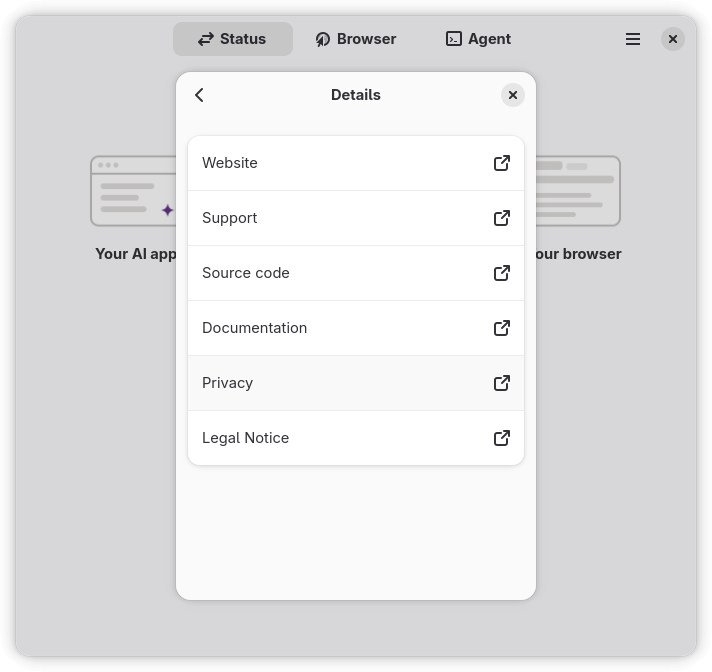 Status
Browser
Agent
Details
Website
Support
Source code
Documentation
Privacy
Legal Notice
Your AI app
our browser